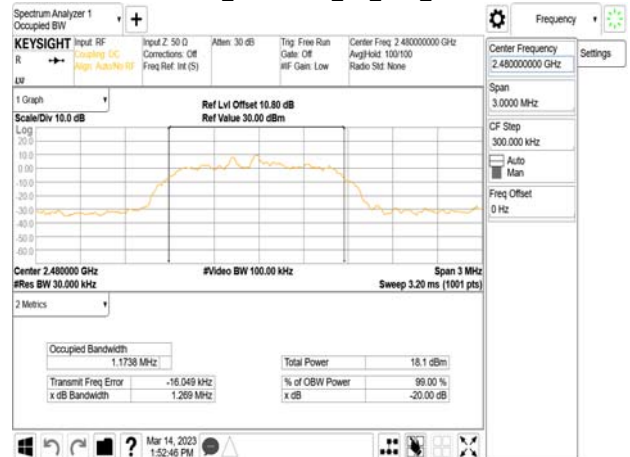 Spectrum Analyzer 1
Occupied BW
Frequency
KEYSIGHT
Input: RF
Coupling: DC
Align: Auto/No RF
Input Z: 50 Ω
Corrections: Off
Freq Ref: Int (S)
Atten: 30 dB
Trig: Free Run
Gate: Off
#IF Gain: Low
Center Freq: 2.480000000 GHz
Avg|Hold: 100/100
Radio Std: None
R
LU
Center Frequency
2.480000000 GHz
Settings
Span
3.0000 MHz
CF Step
300.000 kHz
Auto
Man
Freq Offset
0 Hz
1 Graph
Scale/Div 10.0 dB
Ref Lvl Offset 10.80 dB
Ref Value 30.00 dBm
Log
20.0
10.0
0.00
-10.0
-20.0
-30.0
-40.0
-50.0
-60.0
Center 2.480000 GHz
#Res BW 30.000 kHz
#Video BW 100.00 kHz
Span 3 MHz
Sweep 3.20 ms (1001 pts)
2 Metrics
Occupied Bandwidth
1.1738 MHz
Transmit Freq Error -16.049 kHz
x dB Bandwidth 1.269 MHz
Total Power 18.1 dBm
% of OBW Power 99.00 %
x dB -20.00 dB
Mar 14, 2023
1:52:46 PM